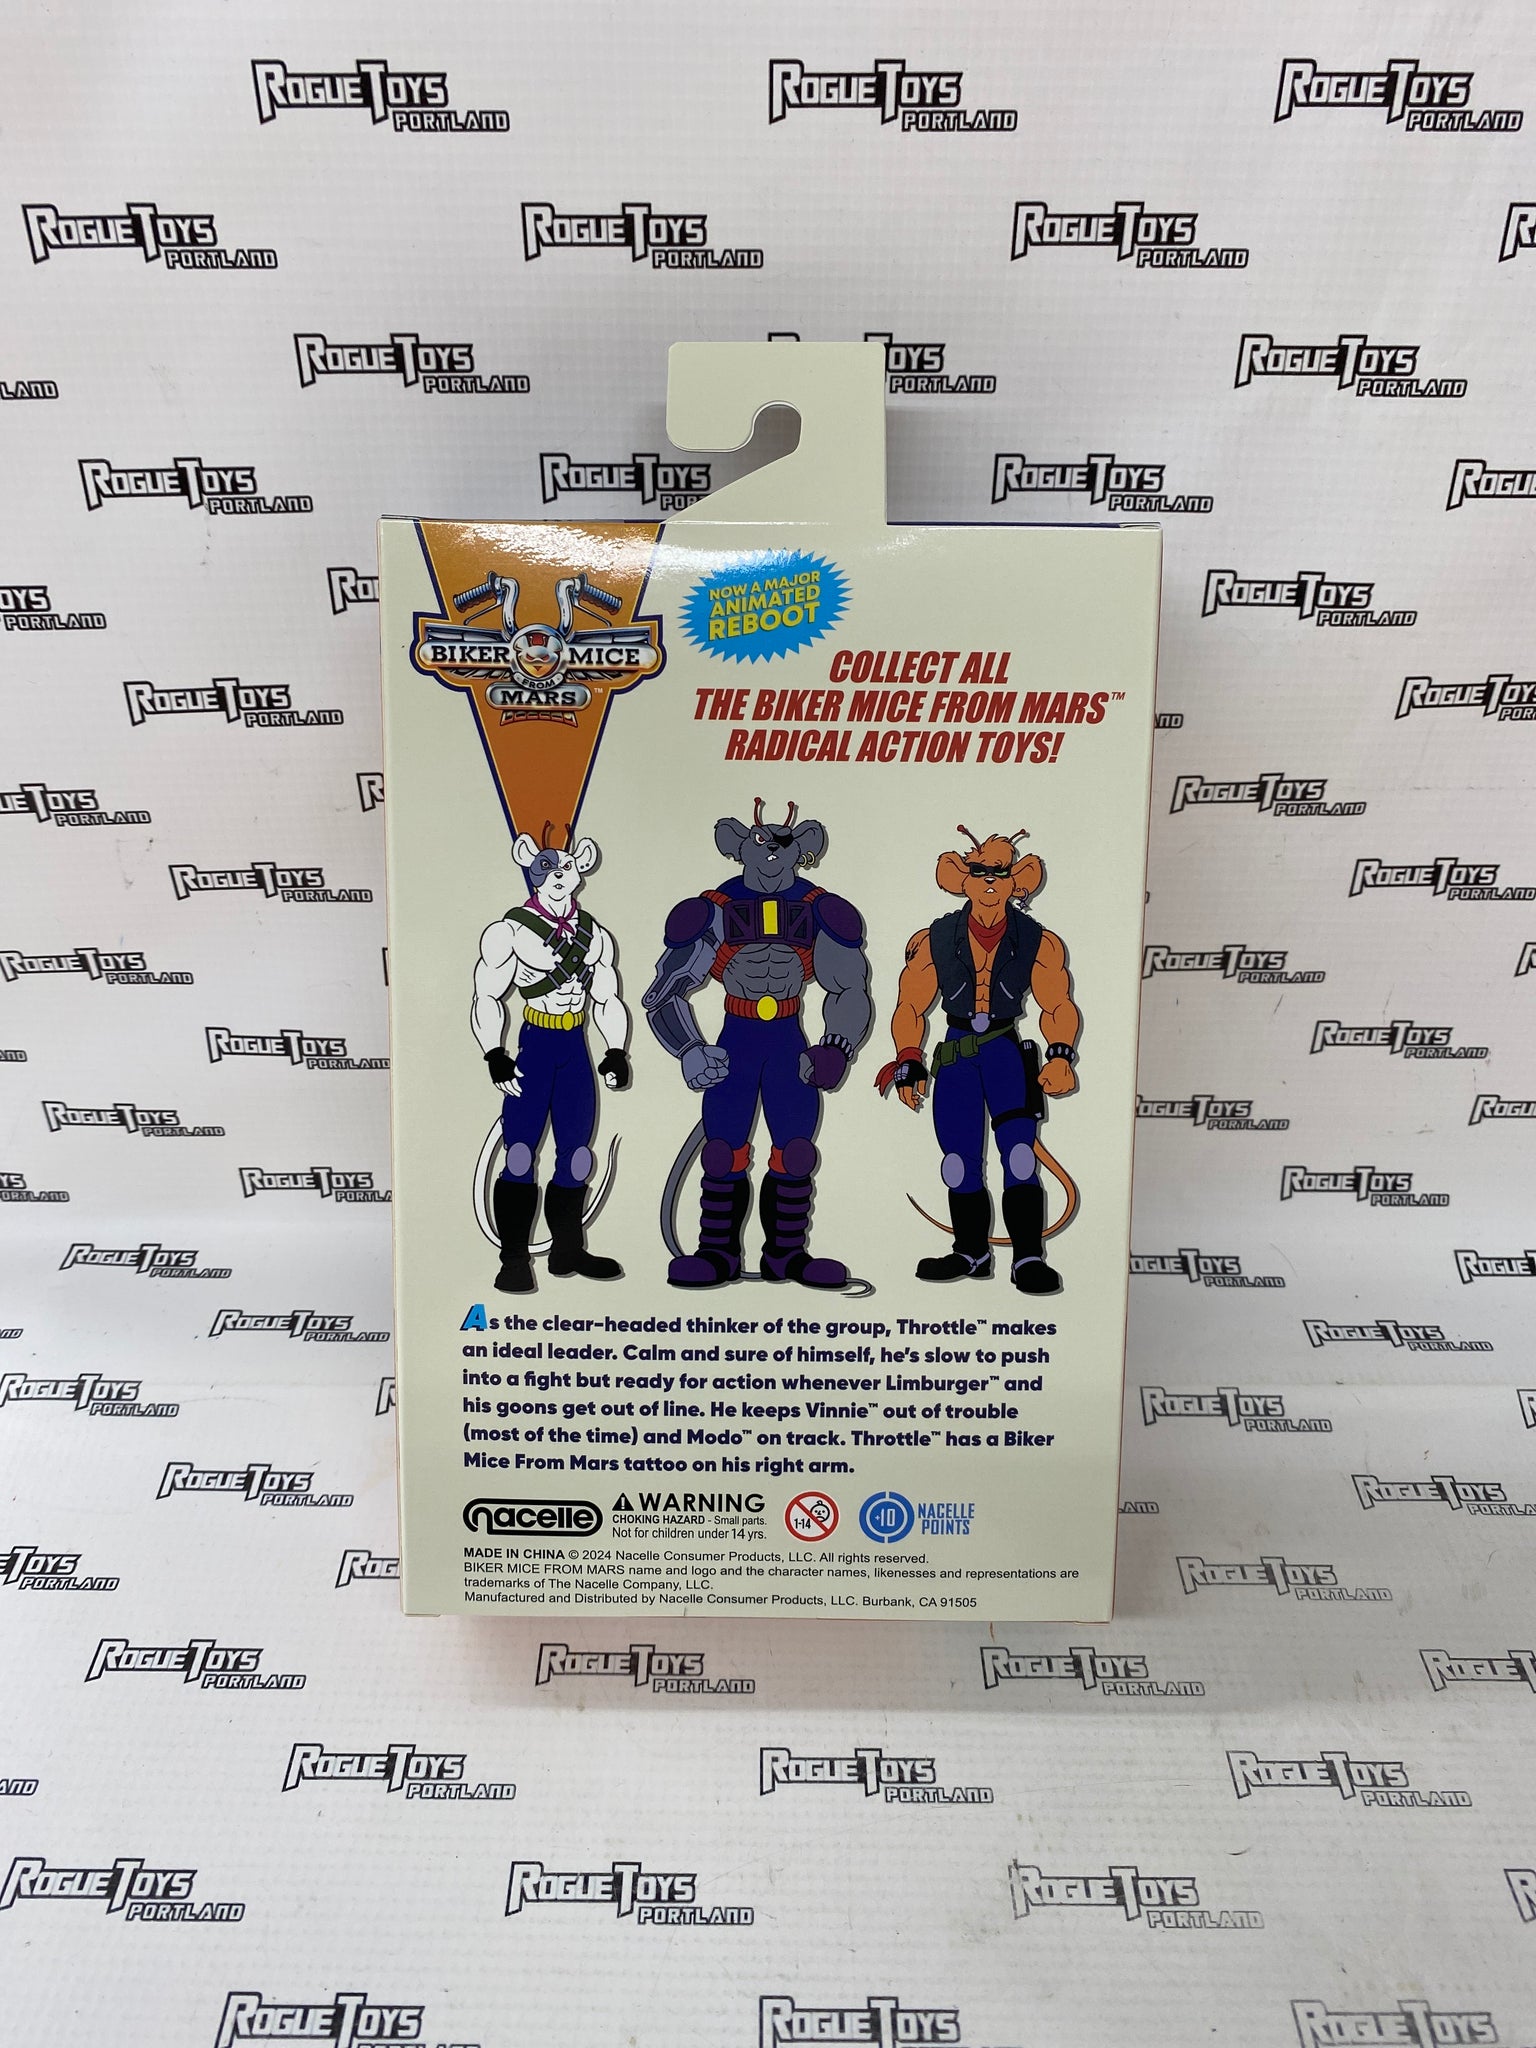 ROGUE TOYS PORTLAND
BIKER MICE
FROM
MARS™
NOW A MAJOR
ANIMATED
REBOOT
COLLECT ALL
THE BIKER MICE FROM MARS™
RADICAL ACTION TOYS!
As the clear-headed thinker of the group, Throttle™ makes
an ideal leader. Calm and sure of himself, he's slow to push
into a fight but ready for action whenever Limburger™ and
his goons get out of line. He keeps Vinnie™ out of trouble
(most of the time) and Modo™ on track. Throttle™ has a Biker
Mice From Mars tattoo on his right arm.
nacelle
WARNING
CHOKING HAZARD - Small parts.
Not for children under 14 yrs.
1-14
+10
NACELLE
POINTS
MADE IN CHINA © 2024 Nacelle Consumer Products, LLC. All rights reserved.
BIKER MICE FROM MARS name and logo and the character names, likenesses and representations are
trademarks of The Nacelle Company, LLC.
Manufactured and Distributed by Nacelle Consumer Products, LLC. Burbank, CA 91505